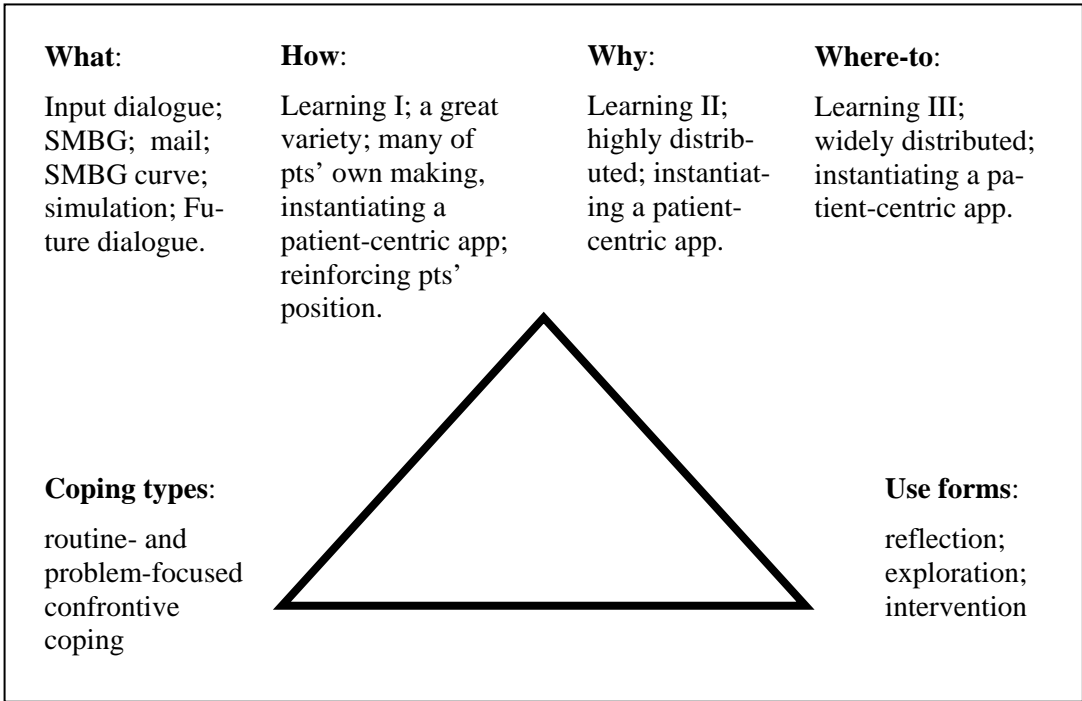 What:
Input dialogue;
SMBG; mail;
SMBG curve;
simulation; Fu-
ture dialogue.
How:
Learning I; a great
variety; many of
pts’ own making,
instantiating a
patient-centric app;
reinforcing pts’
position.
Why:
Learning II;
highly distrib-
uted; instantiat-
ing a patient-
centric app.
Where-to:
Learning III;
widely distributed;
instantiating a pa-
tient-centric app.
Coping types:
routine- and
problem-focused
confrontive
coping
Use forms:
reflection;
exploration;
intervention